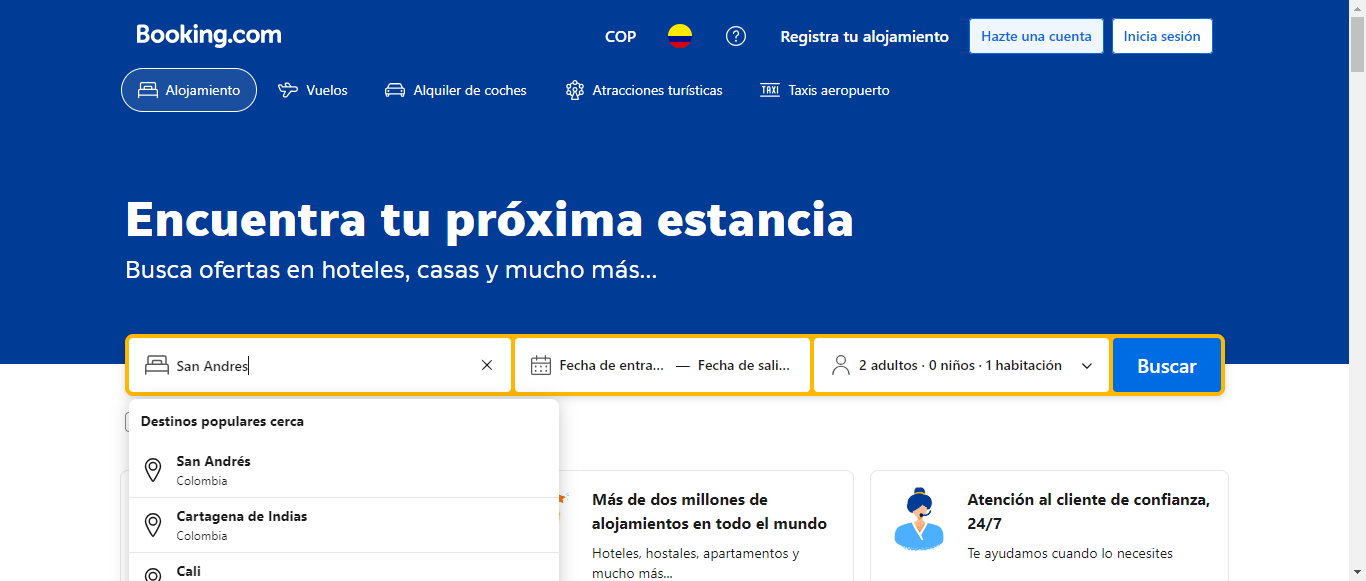 Booking.com
COP
Registra tu alojamiento
Hazte una cuenta
Inicia sesión
Alojamiento
Vuelos
Alquiler de coches
Atracciones turísticas
TAXI
Taxis aeropuerto
Encuentra tu próxima estancia
Busca ofertas en hoteles, casas y mucho más...
San Andres
Fecha de entra... — Fecha de sali...
2 adultos · 0 niños · 1 habitación
Buscar
Destinos populares cerca
San Andrés
Colombia
Cartagena de Indias
Colombia
Cali
Más de dos millones de
alojamientos en todo el mundo
Hoteles, hostales, apartamentos y
mucho más...
Atención al cliente de confianza,
24/7
Te ayudamos cuando lo necesites